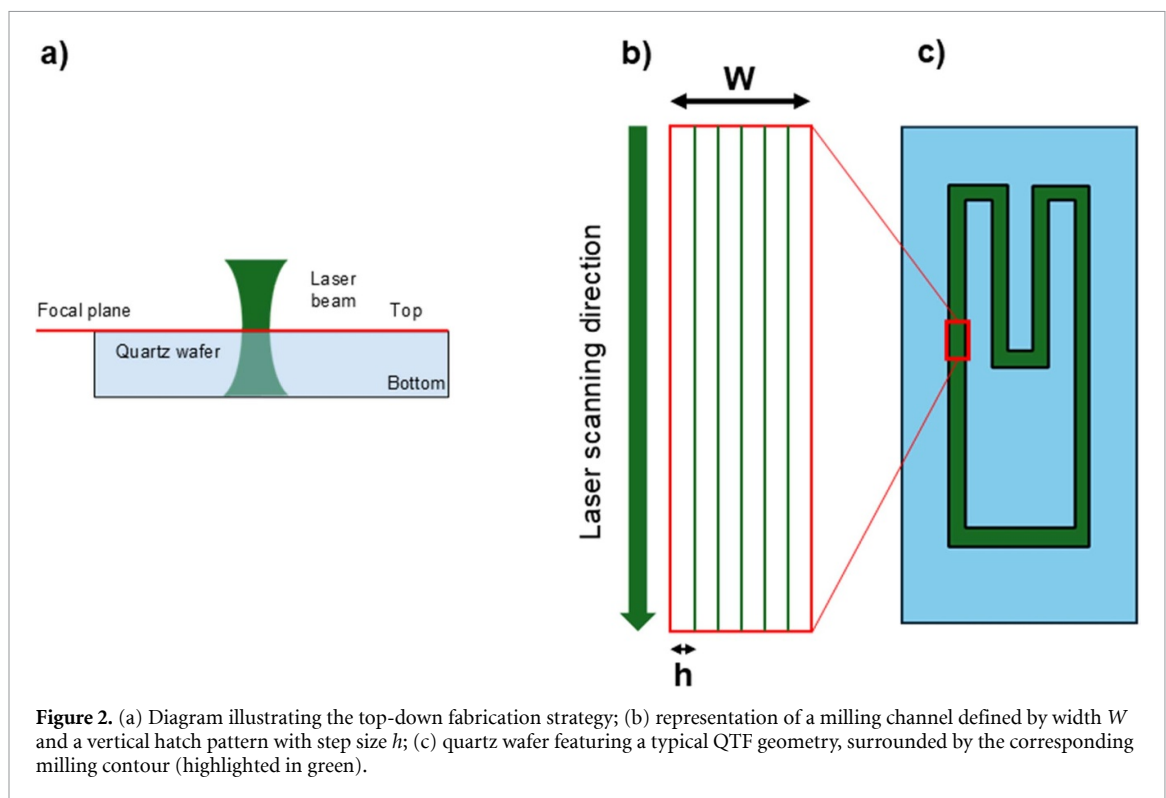 a)
b)
c)
W
Laser scanning direction
Laser
beam
Focal plane
Top
Quartz wafer
Bottom
h
Figure 2. (a) Diagram illustrating the top-down fabrication strategy; (b) representation of a milling channel defined by width W
and a vertical hatch pattern with step size h; (c) quartz wafer featuring a typical QTF geometry, surrounded by the corresponding
milling contour (highlighted in green).